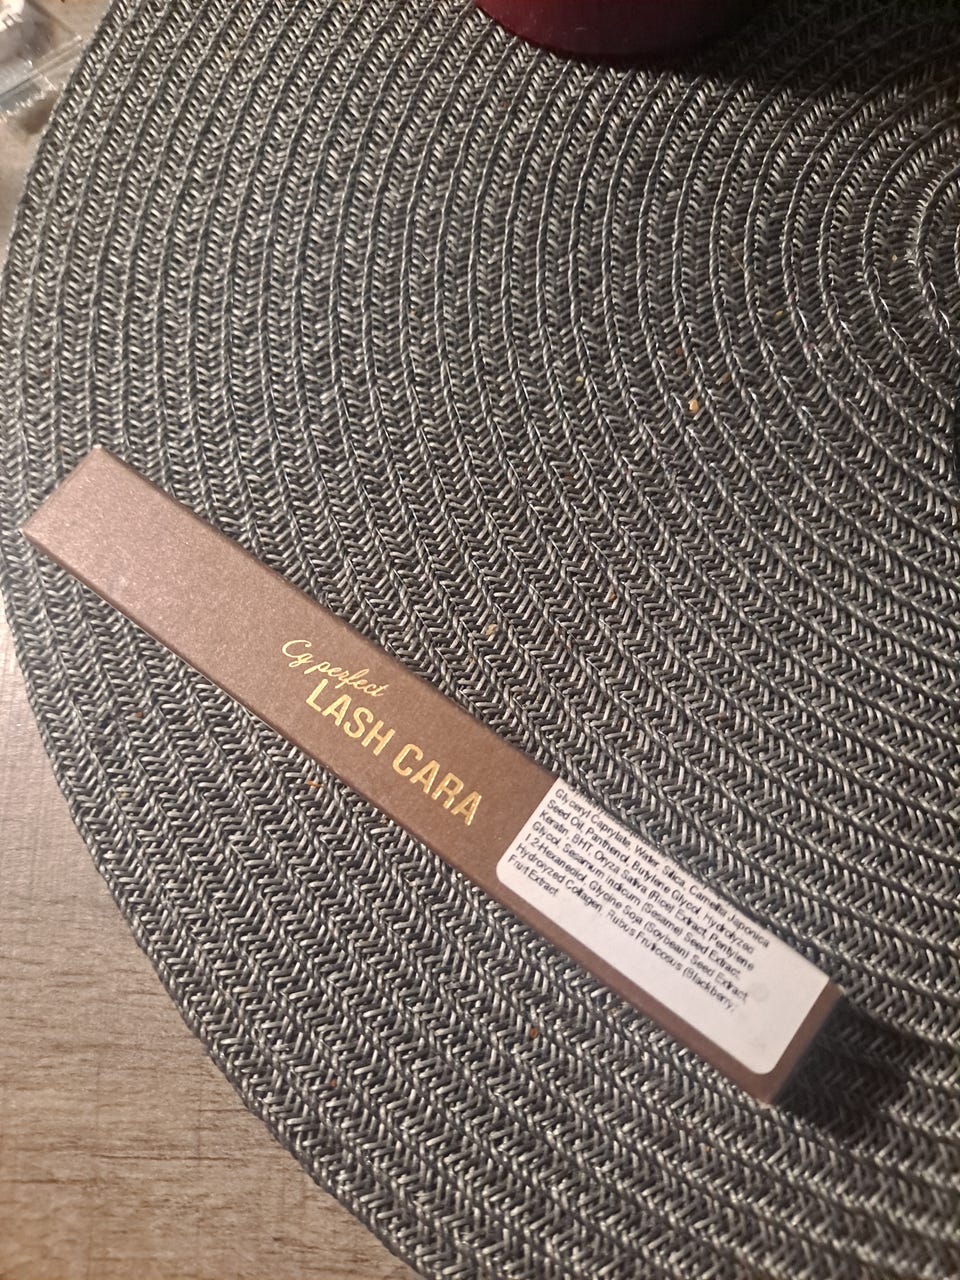 Cg perfect
LASH CARA
Glyceryl Caprylate, Water, Silica, Camellia Japonica
Seed Oil, Panthenol, Butylene Glycol, Hydrolyzed
Keratin, BHT, Oryza Sativa (Rice) Extract, Pentylene
Glycol, Sesamum Indicum (Sesame) Seed Extract,
1,2-Hexanediol, Glycine Soja (Soybean) Seed Extract,
Hydrolyzed Collagen, Rubus Fruticosus (Blackberry)
Fruit Extract